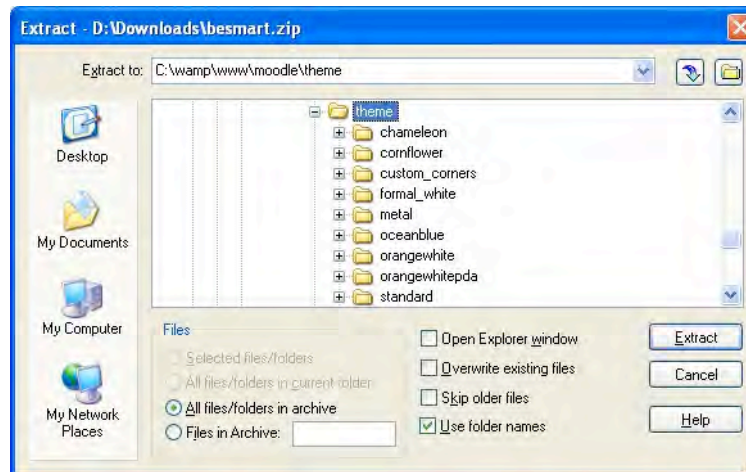 Extract - D:\Downloads\besmart.zip
Extract to: C:\wamp\www\moodle\theme
theme
chameleon
cornflower
custom_corners
formal_white
metal
oceanblue
orangewhite
orangewhitepda
standard
Desktop
My Documents
My Computer
My Network
Places
Files
Selected files/folders
All files/folders in current folder
All files/folders in archive
Files in Archive:
Open Explorer window
Overwrite existing files
Skip older files
Use folder names
Extract
Cancel
Help